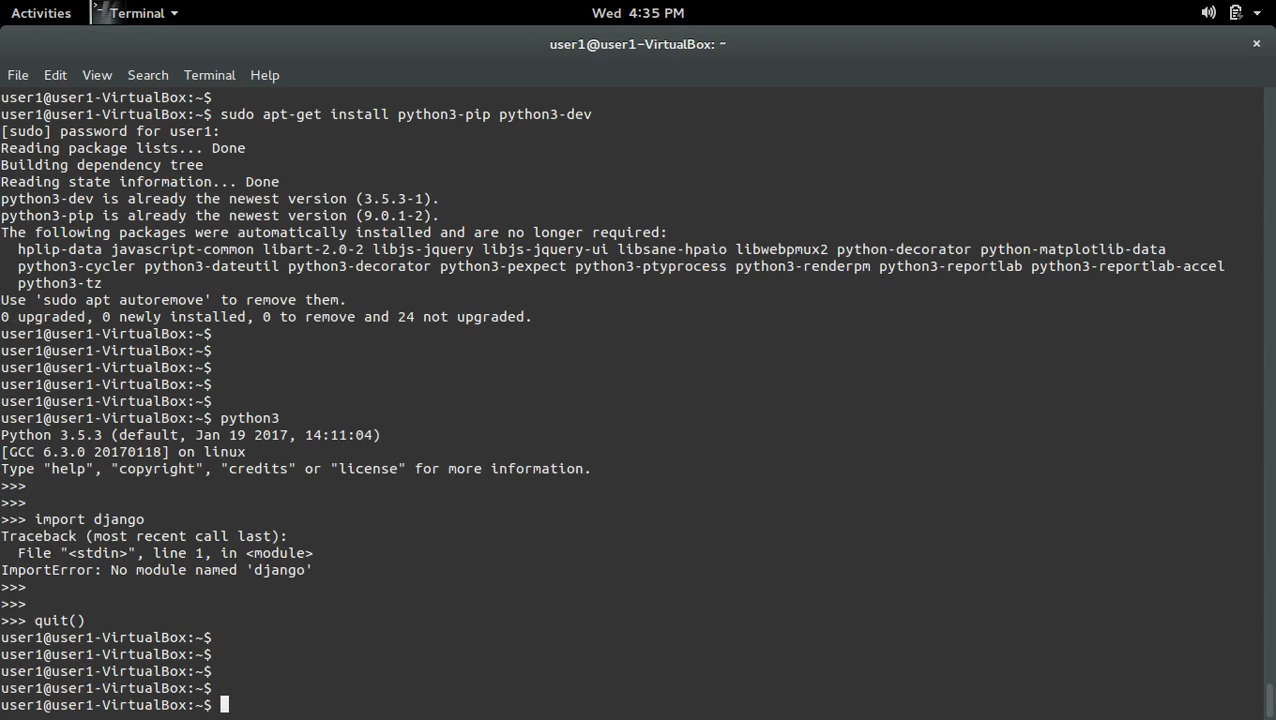 Activities
Terminal
Wed 4:35 PM
user1@user1-VirtualBox: ~
×
File Edit View Search Terminal Help
user1@user1-VirtualBox:~$
user1@user1-VirtualBox:~$ sudo apt-get install python3-pip python3-dev
[sudo] password for user1:
Reading package lists... Done
Building dependency tree
Reading state information... Done
python3-dev is already the newest version (3.5.3-1).
python3-pip is already the newest version (9.0.1-2).
The following packages were automatically installed and are no longer required:
  hplip-data javascript-common libart-2.0-2 libjs-jquery libjs-jquery-ui libsane-hpaio libwebpmux2 python-decorator python-matplotlib-data
  python3-cycler python3-dateutil python3-decorator python3-pexpect python3-ptyprocess python3-renderpm python3-reportlab python3-reportlab-accel
  python3-tz
Use 'sudo apt autoremove' to remove them.
0 upgraded, 0 newly installed, 0 to remove and 24 not upgraded.
user1@user1-VirtualBox:~$
user1@user1-VirtualBox:~$
user1@user1-VirtualBox:~$
user1@user1-VirtualBox:~$
user1@user1-VirtualBox:~$
user1@user1-VirtualBox:~$ python3
Python 3.5.3 (default, Jan 19 2017, 14:11:04)
[GCC 6.3.0 20170118] on linux
Type "help", "copyright", "credits" or "license" for more information.
>>>
>>>
>>> import django
Traceback (most recent call last):
  File "<stdin>", line 1, in <module>
ImportError: No module named 'django'
>>>
>>>
>>> quit()
user1@user1-VirtualBox:~$
user1@user1-VirtualBox:~$
user1@user1-VirtualBox:~$
user1@user1-VirtualBox:~$
user1@user1-VirtualBox:~$